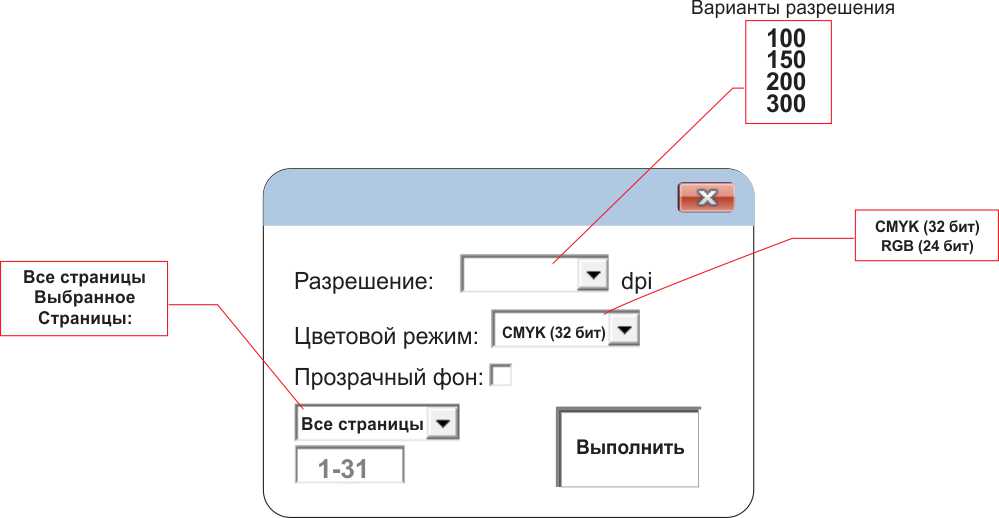 Варианты разрешения
100
150
200
300
CMYK (32 бит)
RGB (24 бит)
Все страницы
Выбранное
Страницы:
Разрешение:
dpi
Цветовой режим:
CMYK (32 бит)
Прозрачный фон:
Все страницы
1-31
Выполнить